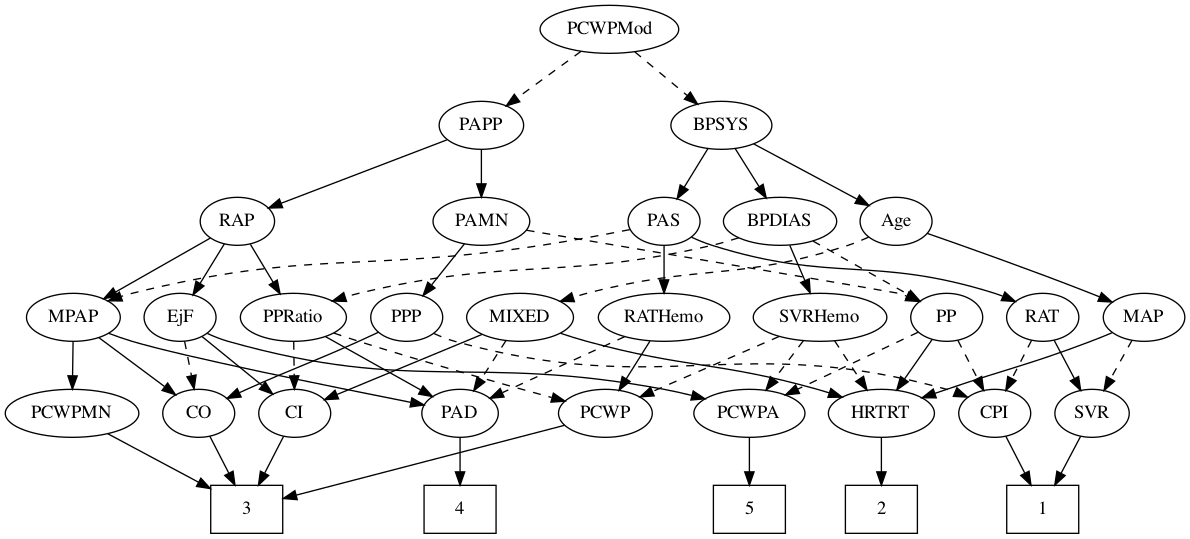 PCWPMod
PAPP
BPSYS
RAP
PAMN
PAS
BPDIAS
Age
MPAP
EjF
PPRatio
PPP
MIXED
RATHemo
SVRHemo
PP
RAT
MAP
PCWPMN
CO
CI
PAD
PCWP
PCWPA
HRTRT
CPI
SVR
3
4
5
2
1